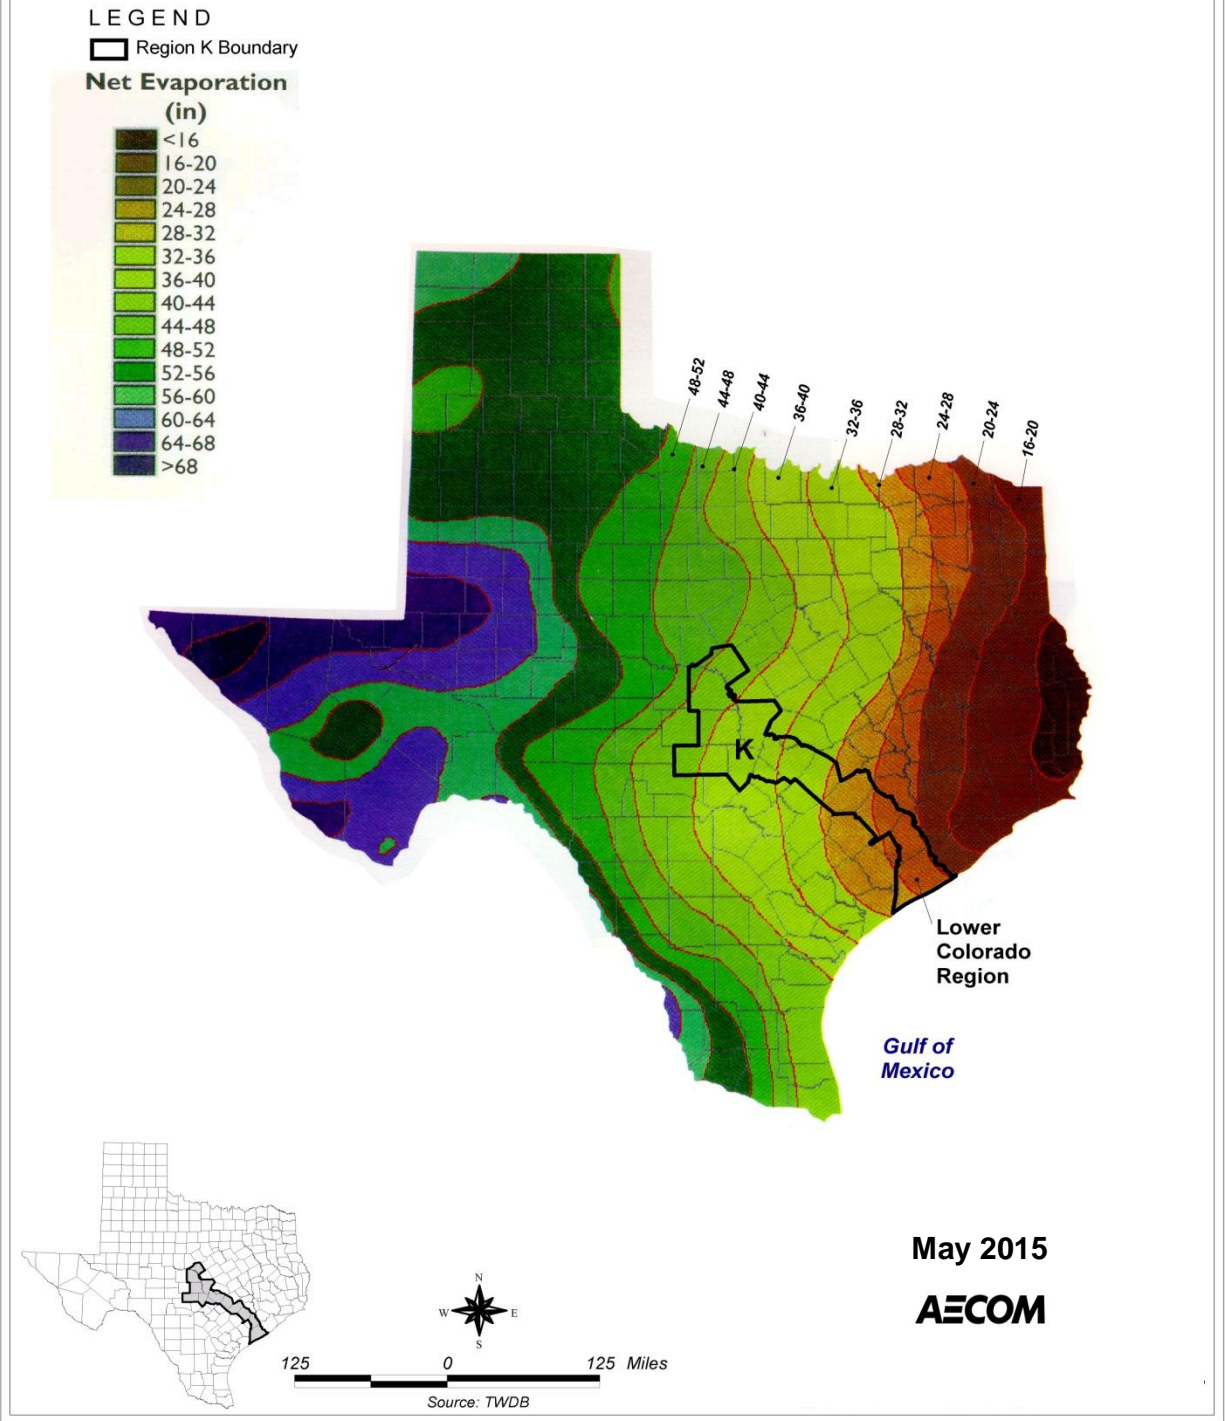 LEGEND
Region K Boundary
Net Evaporation
(in)
<16
16-20
20-24
24-28
28-32
32-36
36-40
40-44
44-48
48-52
52-56
56-60
60-64
64-68
>68
48-52
44-48
40-44
36-40
32-36
28-32
24-28
20-24
16-20
K
Lower
Colorado
Region
Gulf of
Mexico
May 2015
AECOM
N
W E
S
125 0 125 Miles
Source: TWDB